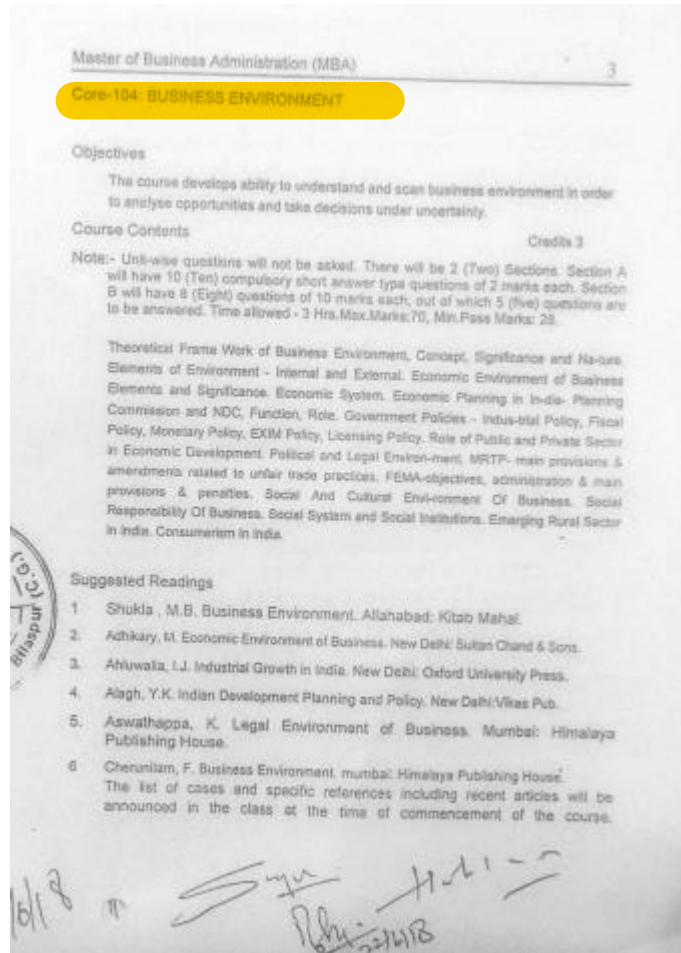 Master of Business Administration (MBA)
3
Core-104: BUSINESS ENVIRONMENT
Objectives
The course develops ability to understand and scan business environment in order
to analyse opportunities and take decisions under uncertainty.
Course Contents
Credits 3
Note:- Unit-wise questions will not be asked. There will be 2 (Two) Sections. Section A
will have 10 (Ten) compulsory short answer type questions of 2 marks each. Section
B will have 8 (Eight) questions of 10 marks each, out of which 5 (five) questions are
to be answered. Time allowed - 3 Hrs.Max.Marks:70, Min.Pass Marks: 28.
Theoretical Frame Work of Business Environment, Concept, Significance and Na-ture.
Elements of Environment - Internal and External. Economic Environment of Business
Elements and Significance. Economic System. Economic Planning in In-dia- Planning
Commission and NDC, Function, Role. Government Policies - Indus-trial Policy, Fiscal
Policy, Monetary Policy, EXIM Policy, Licensing Policy. Role of Public and Private Sector
in Economic Development. Political and Legal Environ-ment, MRTP- main provisions &
amendments related to unfair trade practices. FEMA-objectives, administration & main
provisions & penalties. Social And Cultural Envi-ronment Of Business. Social
Responsibility Of Business. Social System and Social Institutions. Emerging Rural Sector
in India. Consumerism in India.
(C.G.)
Bilaspur
Suggested Readings
1 Shukla , M.B. Business Environment. Allahabad: Kitab Mahal.
2. Adhikary, M. Economic Environment of Business. New Delhi: Sultan Chand & Sons.
3. Ahluwalia, I.J. Industrial Growth in India. New Delhi: Oxford University Press.
4. Alagh, Y.K. Indian Development Planning and Policy. New Delhi:Vikas Pub.
5. Aswathappa, K. Legal Environment of Business. Mumbai: Himalaya
Publishing House.
6 Cherunilam, F. Business Environment. mumbai: Himalaya Publishing House.
The list of cases and specific references including recent articles will be
announced in the class at the time of commencement of the course.